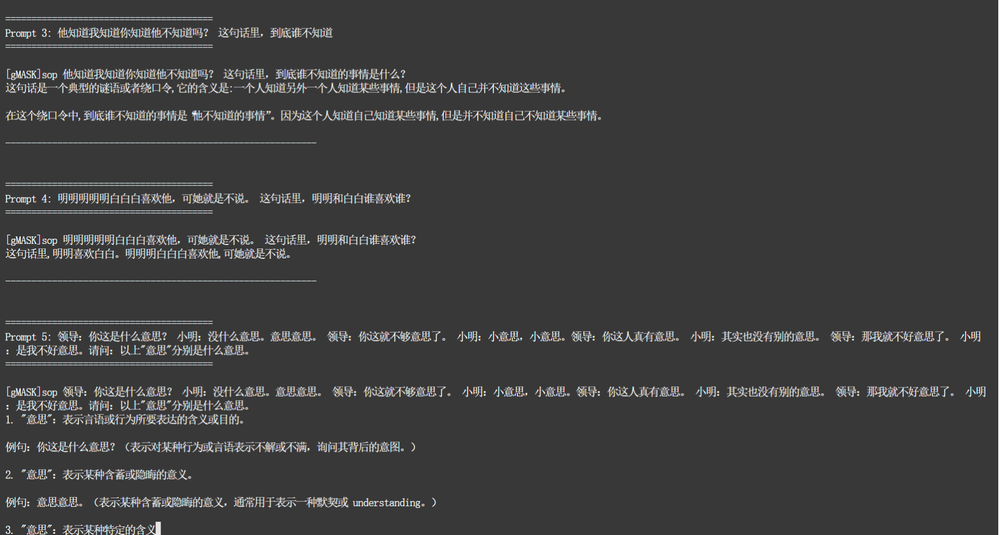 ========================================
Prompt 3: 他知道我知道你知道他不知道吗？ 这句话里，到底谁不知道
========================================
[gMASK]sop 他知道我知道你知道他不知道吗？ 这句话里，到底谁不知道的事情是什么？
这句话是一个典型的谜语或者绕口令,它的含义是:一个人知道另外一个人知道某些事情,但是这个人自己并不知道这些事情。
在这个绕口令中,到底谁不知道的事情是“他不知道的事情”。因为这个人知道自己知道某些事情,但是并不知道自己不知道某些事情。
------------------------------------------------------------
========================================
Prompt 4: 明明明明明白白白喜欢他，可她就是不说。 这句话里，明明和白白谁喜欢谁？
========================================
[gMASK]sop 明明明明明白白白喜欢他，可她就是不说。 这句话里，明明和白白谁喜欢谁？
这句话里,明明喜欢白白。明明明白白白喜欢他,可她就是不说。
------------------------------------------------------------
========================================
Prompt 5: 领导：你这是什么意思？ 小明：没什么意思。意思意思。 领导：你这就不够意思了。 小明：小意思，小意思。领导：你这人真有意思。 小明：其实也没有别的意思。 领导：那我就不好意思了。 小明
：是我不好意思。请问：以上"意思"分别是什么意思。
========================================
[gMASK]sop 领导：你这是什么意思？ 小明：没什么意思。意思意思。 领导：你这就不够意思了。 小明：小意思，小意思。领导：你这人真有意思。 小明：其实也没有别的意思。 领导：那我就不好意思了。 小明
：是我不好意思。请问：以上"意思"分别是什么意思。
1. "意思"：表示言语或行为所要表达的含义或目的。
例句：你这是什么意思？（表示对某种行为或言语表示不解或不满，询问其背后的意图。）
2. "意思"：表示某种含蓄或隐晦的意义。
例句：意思意思。（表示某种含蓄或隐晦的意义，通常用于表示一种默契或 understanding。）
3. "意思"：表示某种特定的含义